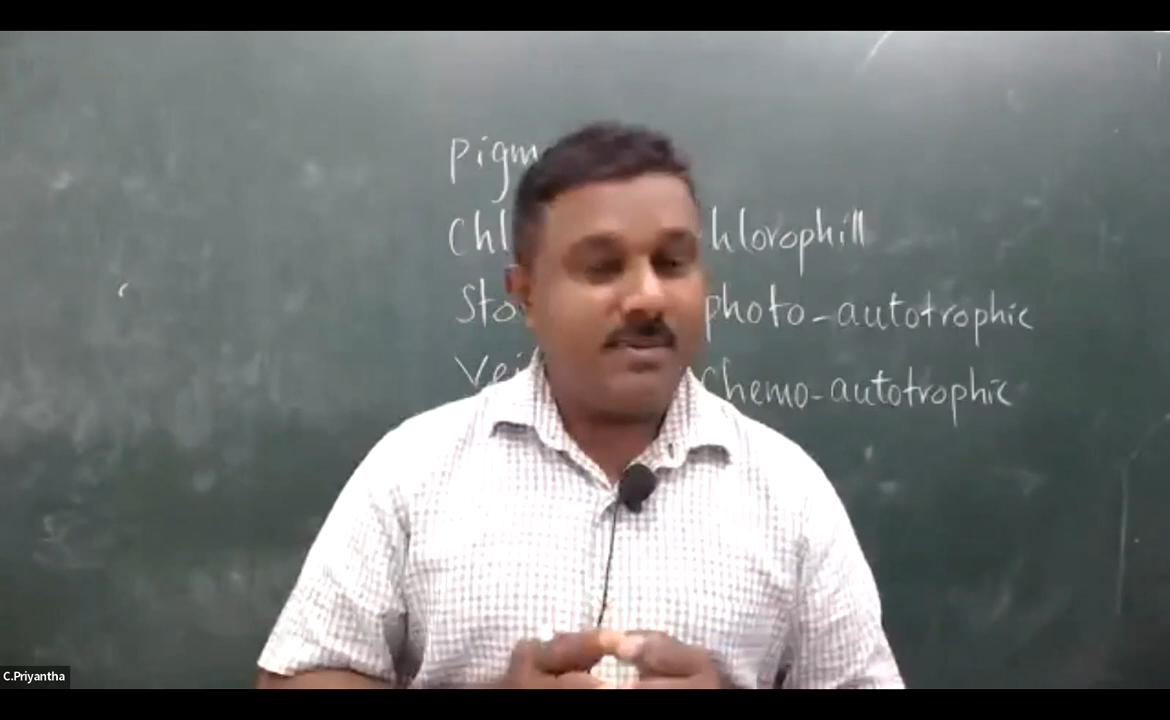 pigm
Chl hlorophill
Sto photo-autotrophic
Vei Chemo-autotrophic
C.Priyantha